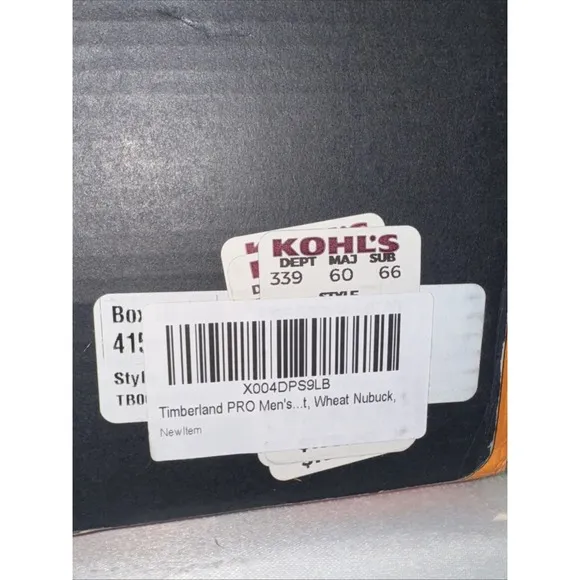 KOHL'S
DEPT MAJ SUB
339 60 66
STYLE
Box
415
Styl
TB0
X004DPS9LB
Timberland PRO Men's...t, Wheat Nubuck,
NewItem